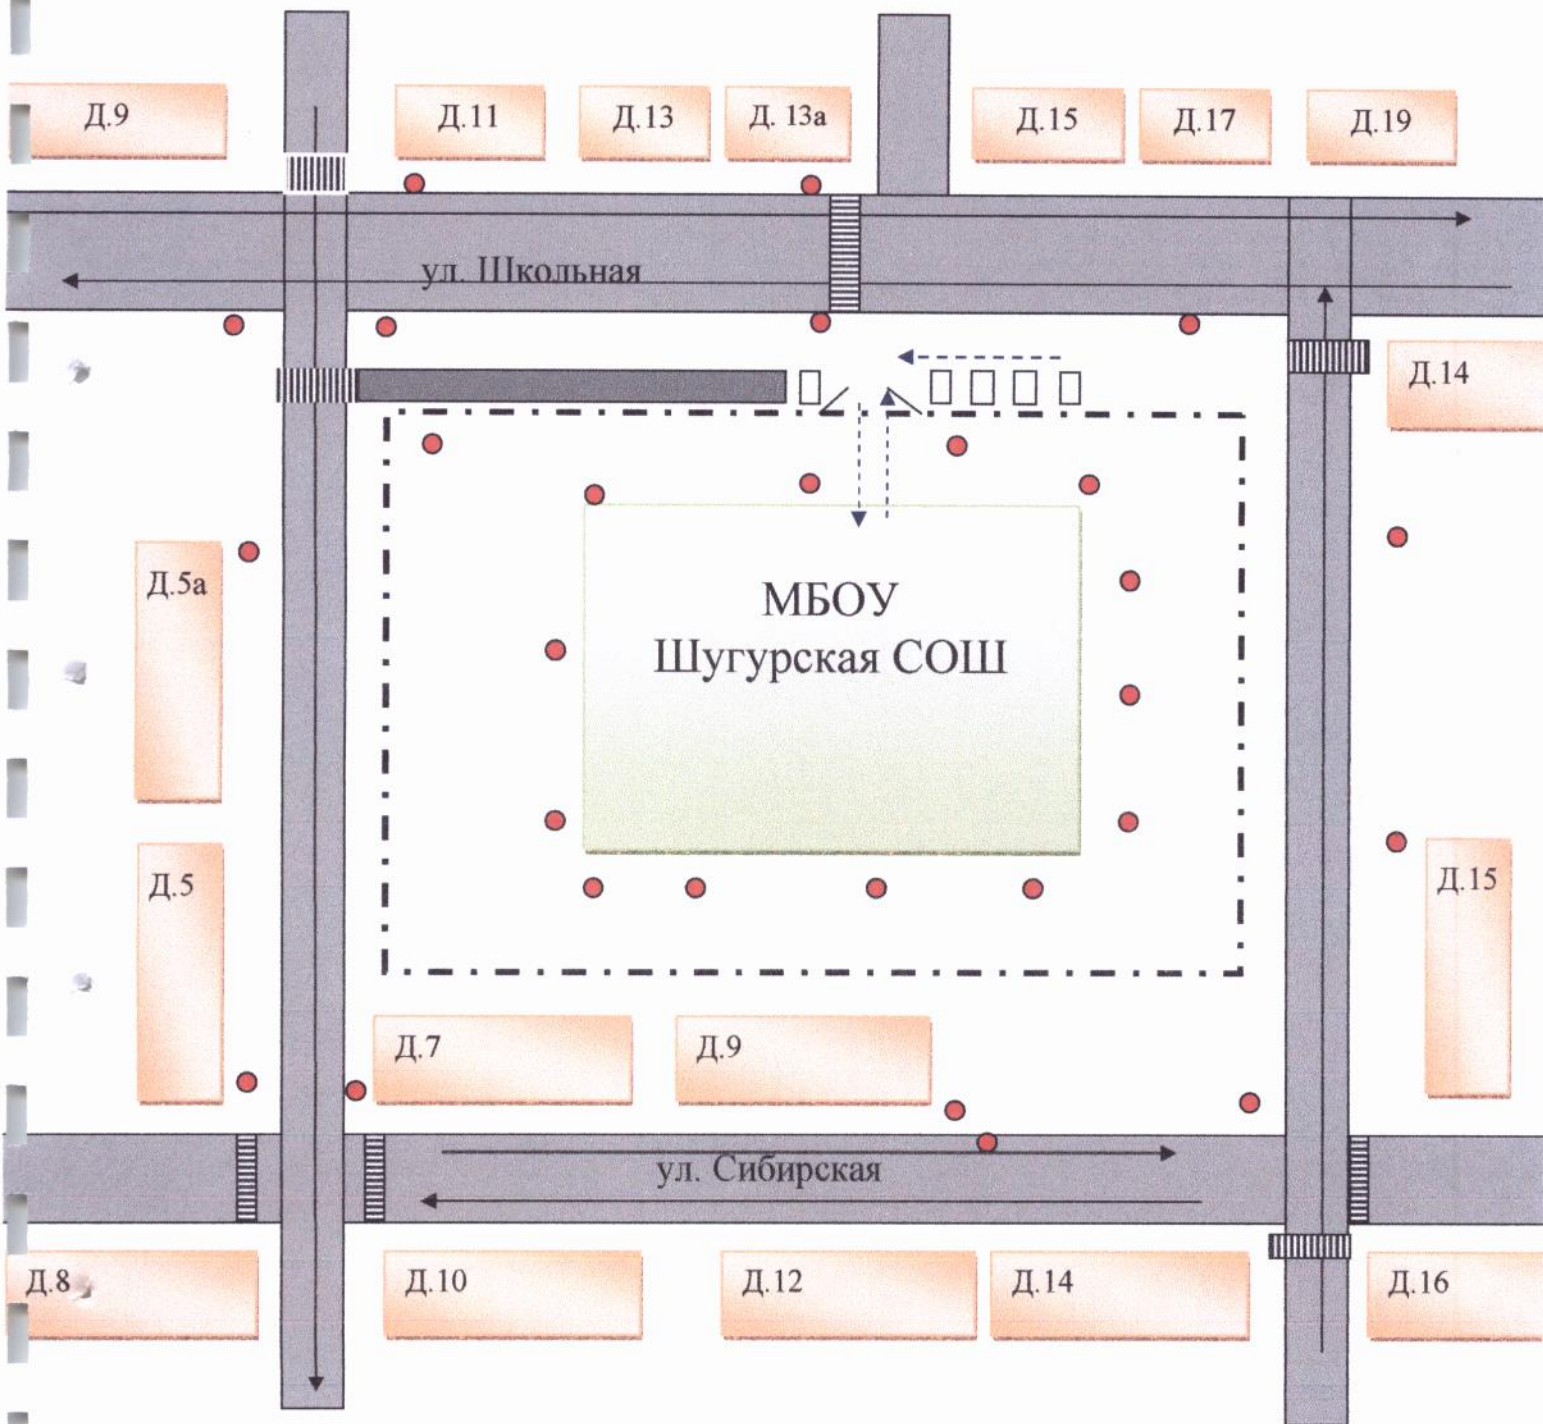 Д.9
Д.11
Д.13
Д. 13а
Д.15
Д.17
Д.19
ул. Школьная
Д.14
Д.5а
МБОУ
Шугурская СОШ
Д.5
Д.15
Д.7
Д.9
ул. Сибирская
Д.8
Д.10
Д.12
Д.14
Д.16